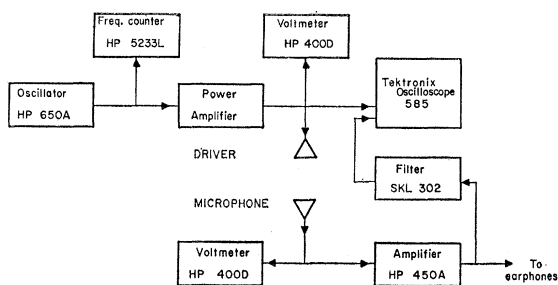 Freq. counter
HP 5233L
Voltmeter
HP 400D
Oscillator
HP 650A
Power
Amplifier
Tektronix
Oscilloscope
585
DRIVER
Filter
SKL 302
MICROPHONE
Voltmeter
HP 400D
Amplifier
HP 450A
To
earphones